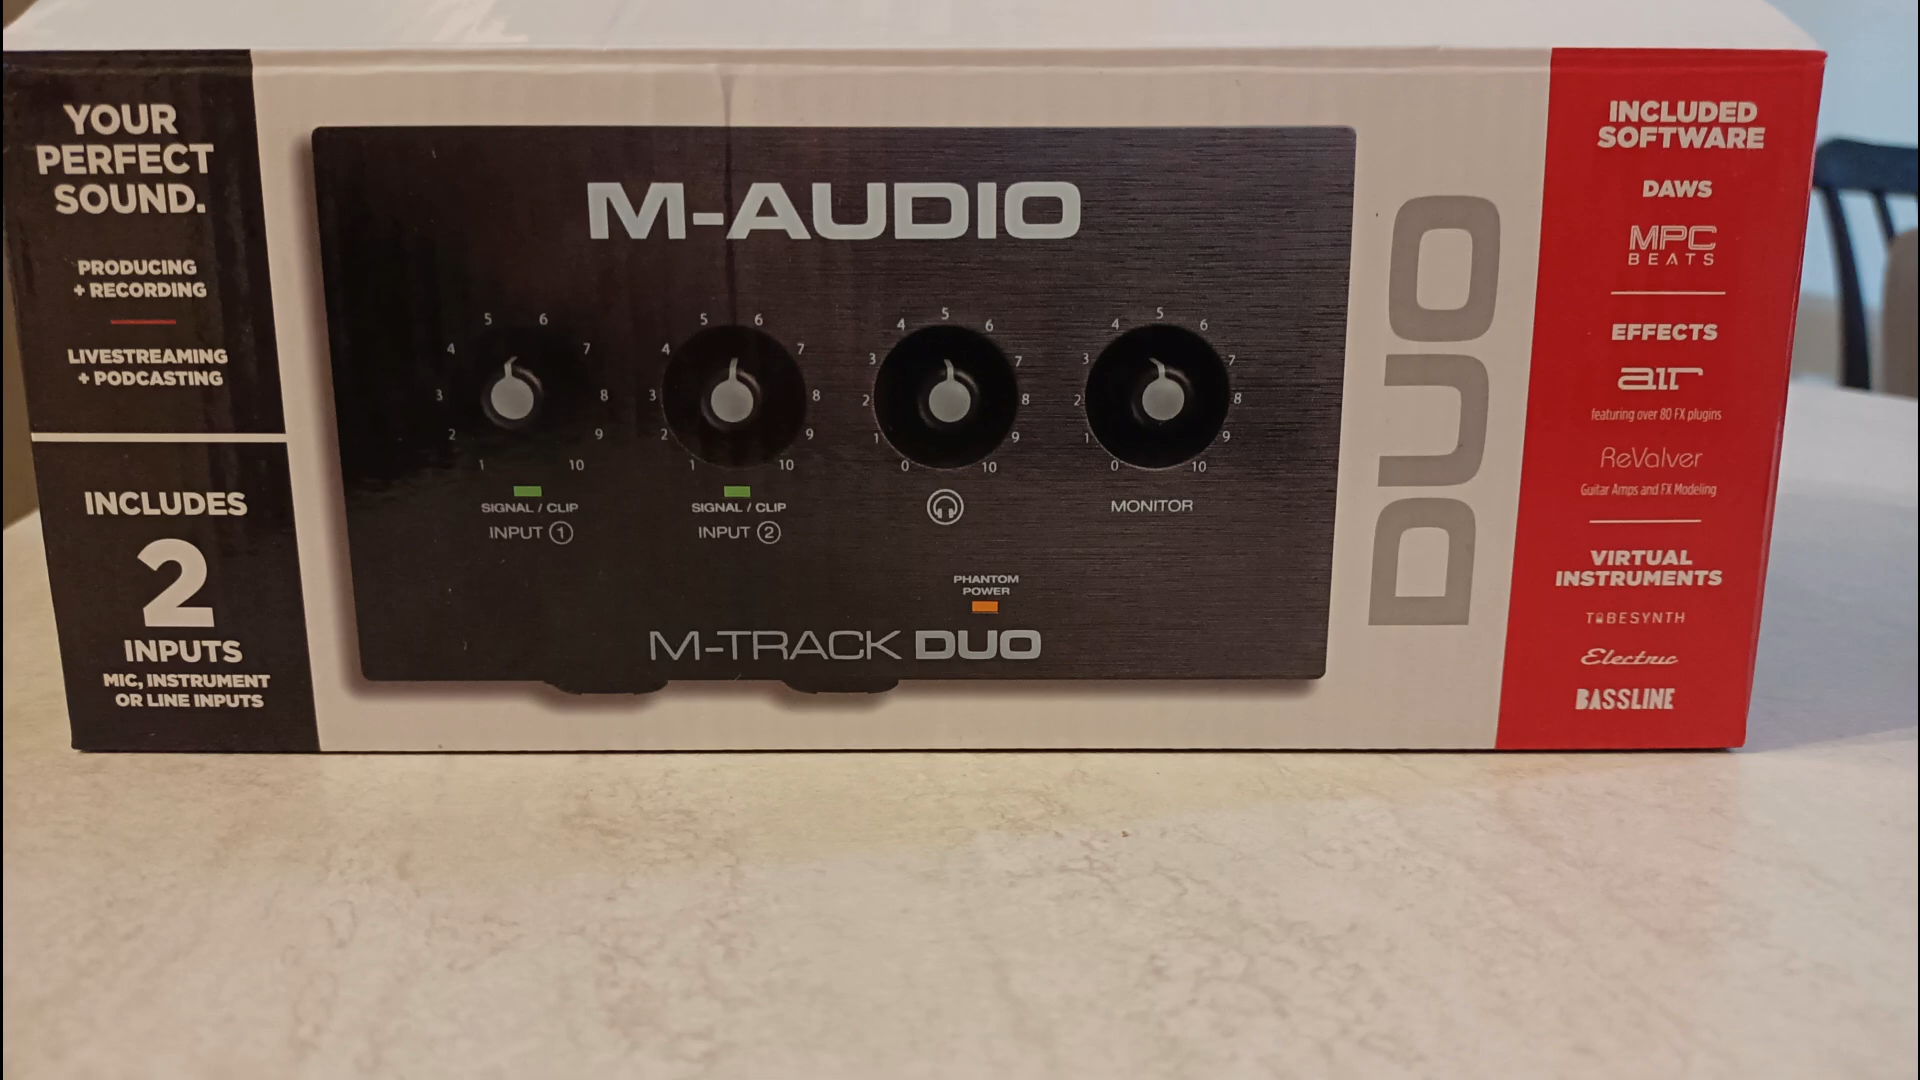 YOUR
PERFECT
SOUND.
PRODUCING
+ RECORDING
LIVESTREAMING
+ PODCASTING
INCLUDES
2
INPUTS
MIC, INSTRUMENT
OR LINE INPUTS
M-AUDIO
1 2 3 4 5 6 7 8 9 10
SIGNAL / CLIP
INPUT 1
1 2 3 4 5 6 7 8 9 10
SIGNAL / CLIP
INPUT 2
0 1 2 3 4 5 6 7 8 9 10
0 1 2 3 4 5 6 7 8 9 10
MONITOR
PHANTOM
POWER
M-TRACK DUO
DUO
INCLUDED
SOFTWARE
DAWS
MPC
BEATS
EFFECTS
air
featuring over 80 FX plugins
ReValver
Guitar Amps and FX Modeling
VIRTUAL
INSTRUMENTS
TUBESYNTH
Electric
BASSLINE